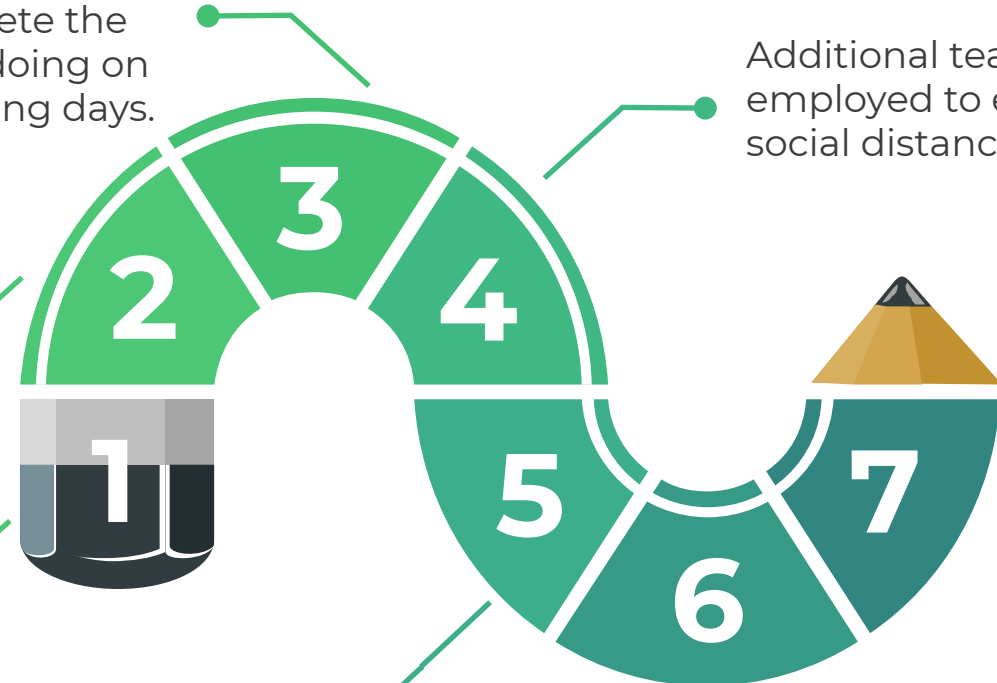 ete the
doing on
ng days.
Additional tea
employed to e
social distanc
3
2
4
1
5
7
6